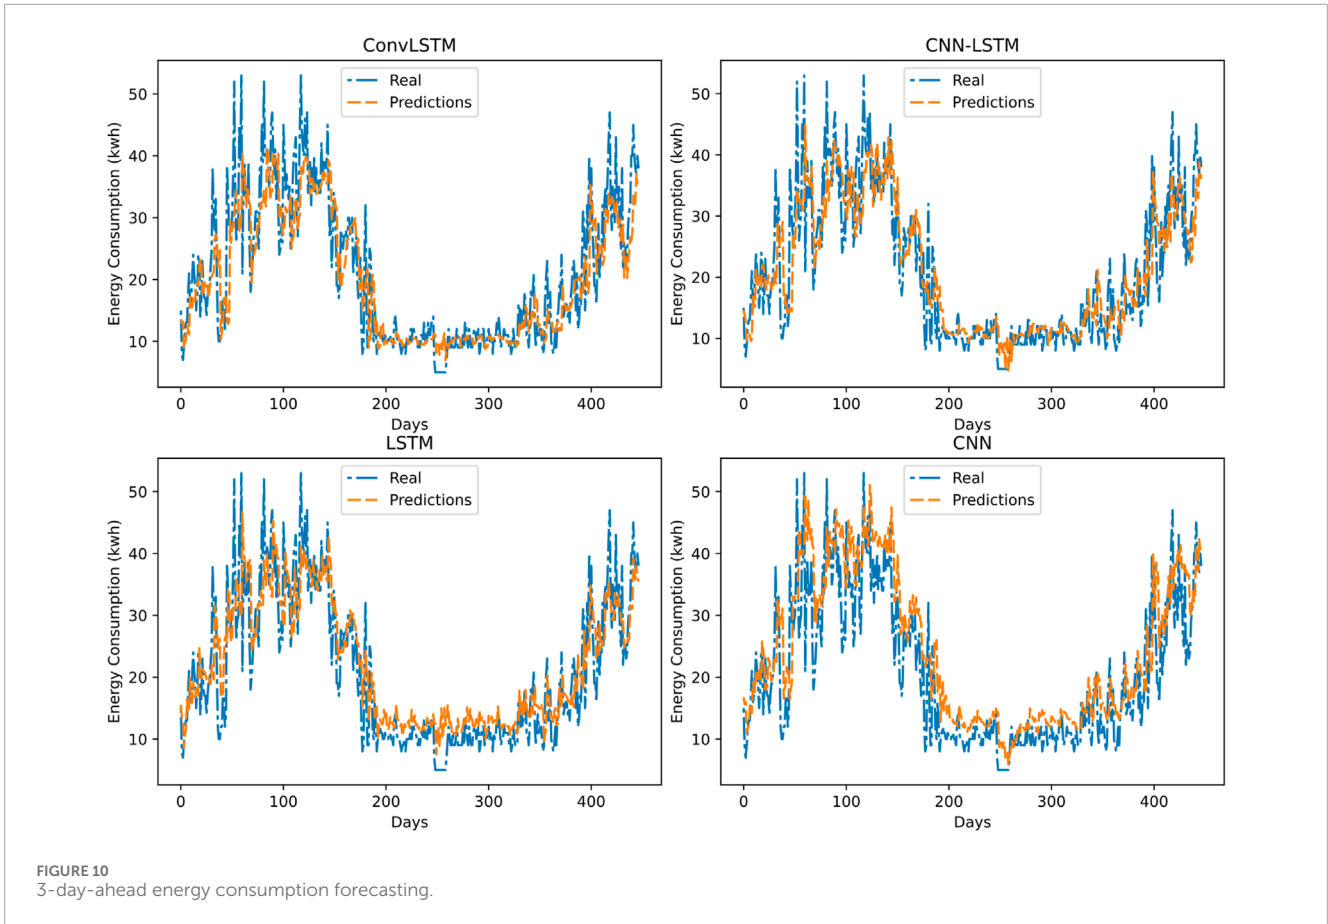 ConvLSTM
Real
Predictions
50
40
30
20
10
Energy Consumption (kwh)
0
100
200
300
400
Days
CNN-LSTM
Real
Predictions
50
40
30
20
10
Energy Consumption (kwh)
0
100
200
300
400
Days
LSTM
Real
Predictions
50
40
30
20
10
Energy Consumption (kwh)
0
100
200
300
400
Days
CNN
Real
Predictions
50
40
30
20
10
Energy Consumption (kwh)
0
100
200
300
400
Days
FIGURE 10
3-day-ahead energy consumption forecasting.